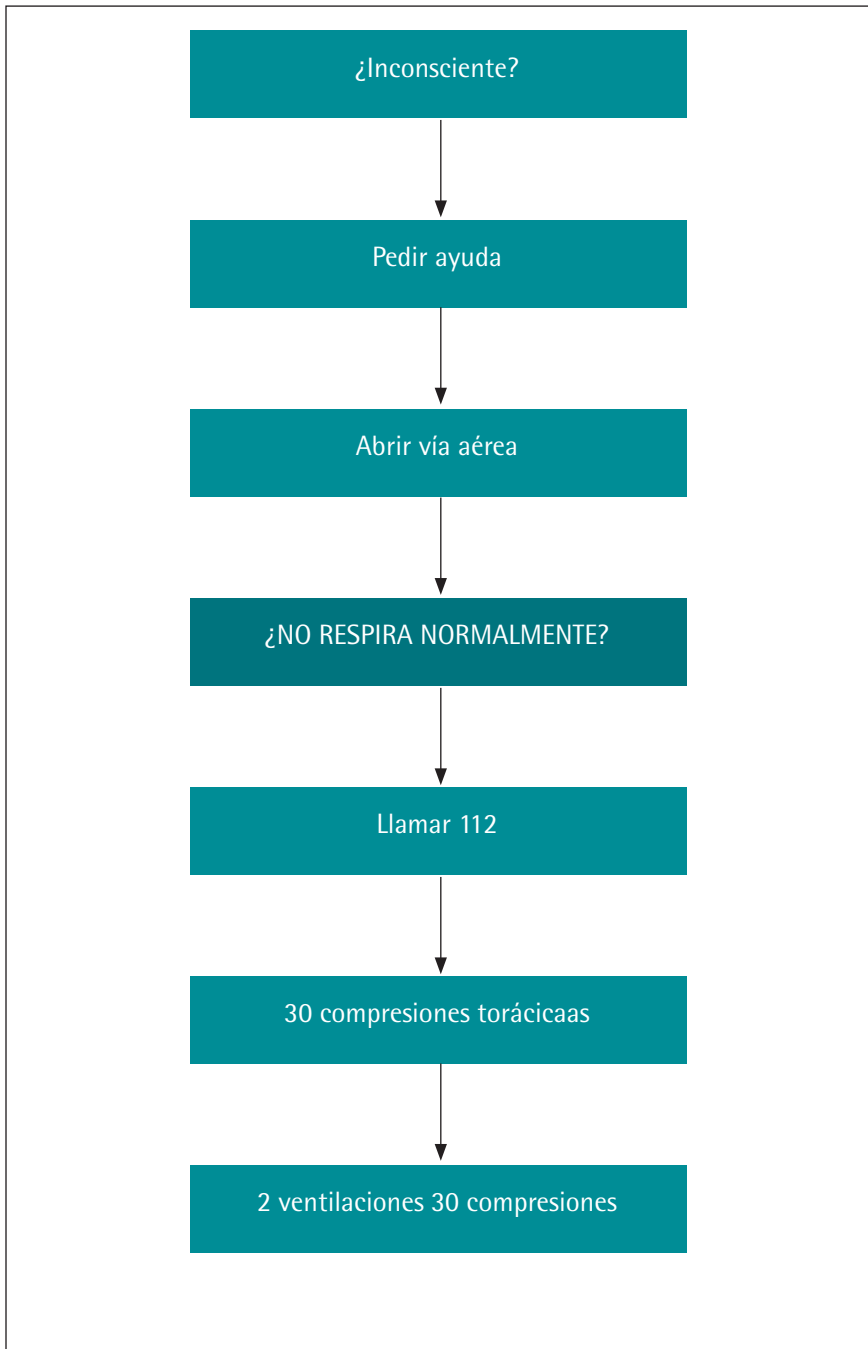 ¿Inconsciente?
Pedir ayuda
Abrir vía aérea
¿NO RESPIRA NORMALMENTE?
Llamar 112
30 compresiones torácicaas
2 ventilaciones 30 compresiones